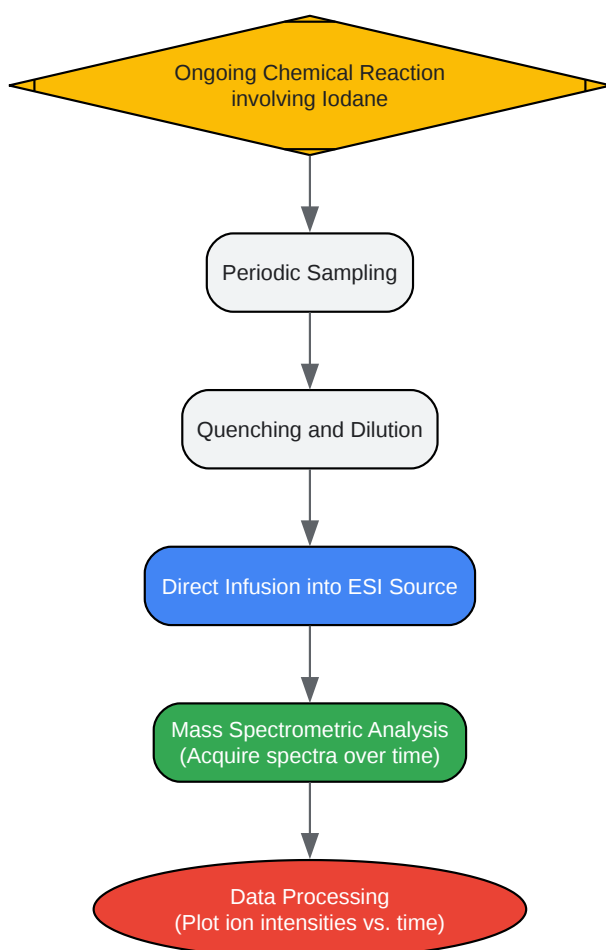 Ongoing Chemical Reaction
involving Iodane
Periodic Sampling
Quenching and Dilution
Direct Infusion into ESI Source
Mass Spectrometric Analysis
(Acquire spectra over time)
Data Processing
(Plot ion intensities vs. time)